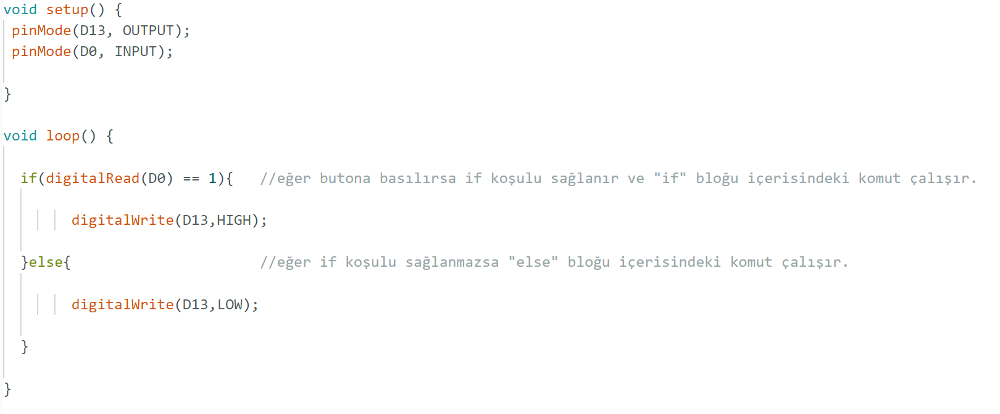 void setup() {
pinMode(D13, OUTPUT);
pinMode(D0, INPUT);
}
void loop() {
if(digitalRead(D0) == 1){ //eğer butona basılırsa if koşulu sağlanır ve "if" bloğu içerisindeki komut çalışır.
digitalWrite(D13,HIGH);
}else{ //eğer if koşulu sağlanmazsa "else" bloğu içerisindeki komut çalışır.
digitalWrite(D13,LOW);
}
}